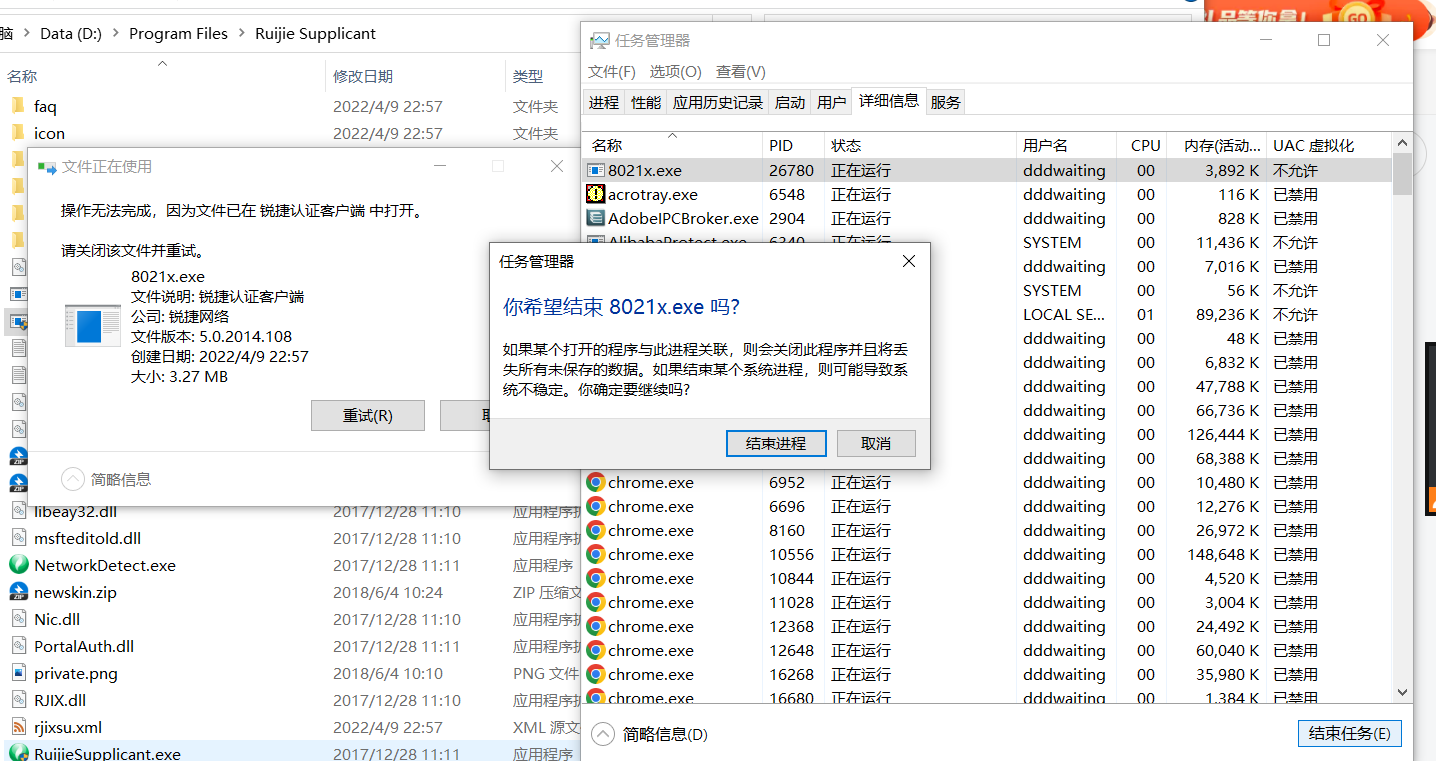 品等你拿！
GO
脑 > Data (D:) > Program Files > Ruijie Supplicant
名称 修改日期 类型
faq 2022/4/9 22:57 文件夹
icon 2022/4/9 22:57 文件夹
libeay32.dll 2017/12/28 11:10 应用程序扩
msfteditold.dll 2017/12/28 11:10 应用程序扩
NetworkDetect.exe 2017/12/28 11:11 应用程序
newskin.zip 2018/6/4 10:24 ZIP 压缩文
Nic.dll 2017/12/28 11:10 应用程序扩
PortalAuth.dll 2017/12/28 11:11 应用程序扩
private.png 2018/6/4 10:10 PNG 文件
RJIX.dll 2017/12/28 11:10 应用程序扩
rjixsu.xml 2022/4/9 22:57 XML 源文
RuijieSupplicant.exe 2017/12/28 11:11 应用程序
文件正在使用
操作无法完成，因为文件已在 锐捷认证客户端 中打开。
请关闭该文件并重试。
8021x.exe
文件说明: 锐捷认证客户端
公司: 锐捷网络
文件版本: 5.0.2014.108
创建日期: 2022/4/9 22:57
大小: 3.27 MB
重试(R)
简略信息
任务管理器
文件(F) 选项(O) 查看(V)
进程 性能 应用历史记录 启动 用户 详细信息 服务
名称 PID 状态 用户名 CPU 内存(活动... UAC 虚拟化
8021x.exe 26780 正在运行 dddwaiting 00 3,892 K 不允许
acrotray.exe 6548 正在运行 dddwaiting 00 116 K 已禁用
AdobeIPCBroker.exe 2904 正在运行 dddwaiting 00 828 K 已禁用
AlibabaProtect.exe 6340 正在运行 SYSTEM 00 11,436 K 不允许
dddwaiting 00 7,016 K 已禁用
SYSTEM 00 56 K 不允许
LOCAL SE... 01 89,236 K 不允许
dddwaiting 00 48 K 已禁用
dddwaiting 00 6,832 K 已禁用
dddwaiting 00 47,788 K 已禁用
dddwaiting 00 66,736 K 已禁用
dddwaiting 00 126,444 K 已禁用
dddwaiting 00 68,388 K 已禁用
chrome.exe 6952 正在运行 dddwaiting 00 10,480 K 已禁用
chrome.exe 6696 正在运行 dddwaiting 00 12,276 K 已禁用
chrome.exe 8160 正在运行 dddwaiting 00 26,972 K 已禁用
chrome.exe 10556 正在运行 dddwaiting 00 148,648 K 已禁用
chrome.exe 10844 正在运行 dddwaiting 00 4,520 K 已禁用
chrome.exe 11028 正在运行 dddwaiting 00 3,004 K 已禁用
chrome.exe 12368 正在运行 dddwaiting 00 24,492 K 已禁用
chrome.exe 12648 正在运行 dddwaiting 00 60,040 K 已禁用
chrome.exe 16268 正在运行 dddwaiting 00 35,980 K 已禁用
chrome.exe 16680 正在运行 dddwaiting 00 1,384 K 已禁用
简略信息(D) 结束任务(E)
任务管理器
你希望结束 8021x.exe 吗?
如果某个打开的程序与此进程关联，则会关闭此程序并且将丢
失所有未保存的数据。如果结束某个系统进程，则可能导致系
统不稳定。你确定要继续吗?
结束进程 取消